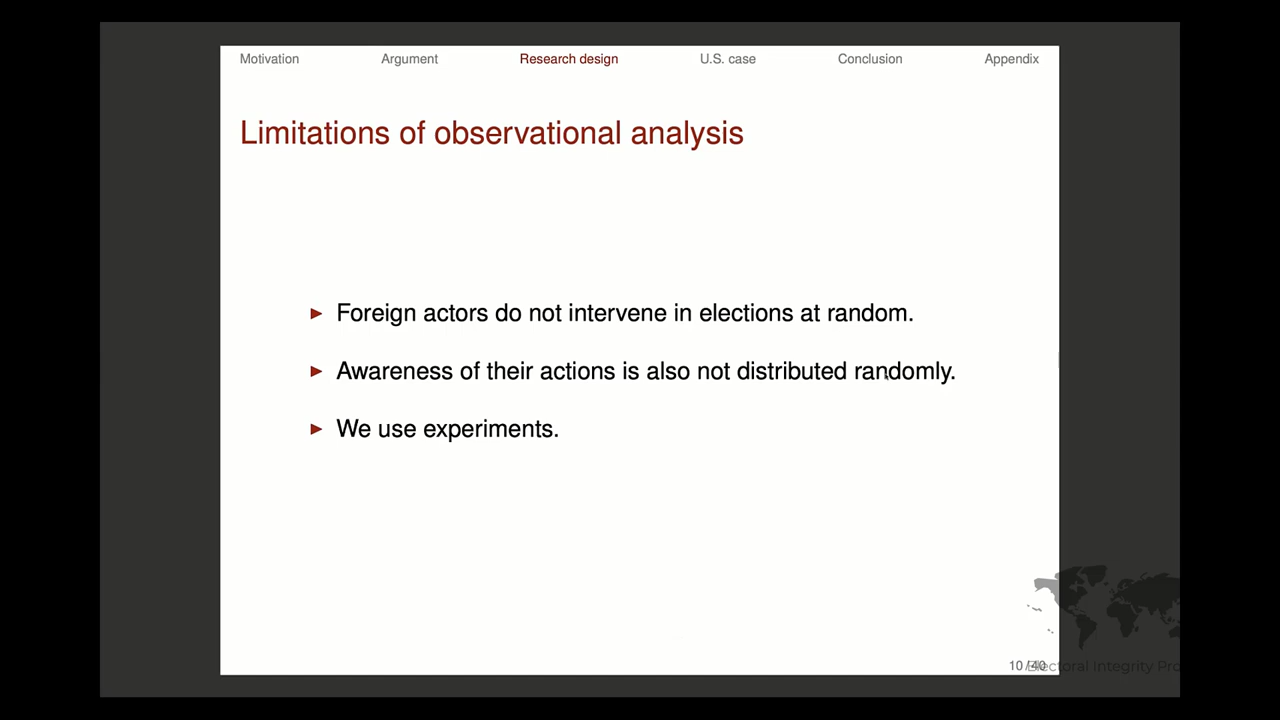 Motivation Argument Research design U.S. case Conclusion Appendix
Limitations of observational analysis
Foreign actors do not intervene in elections at random.
Awareness of their actions is also not distributed randomly.
We use experiments.
10 / 40
Electoral Integrity Pro